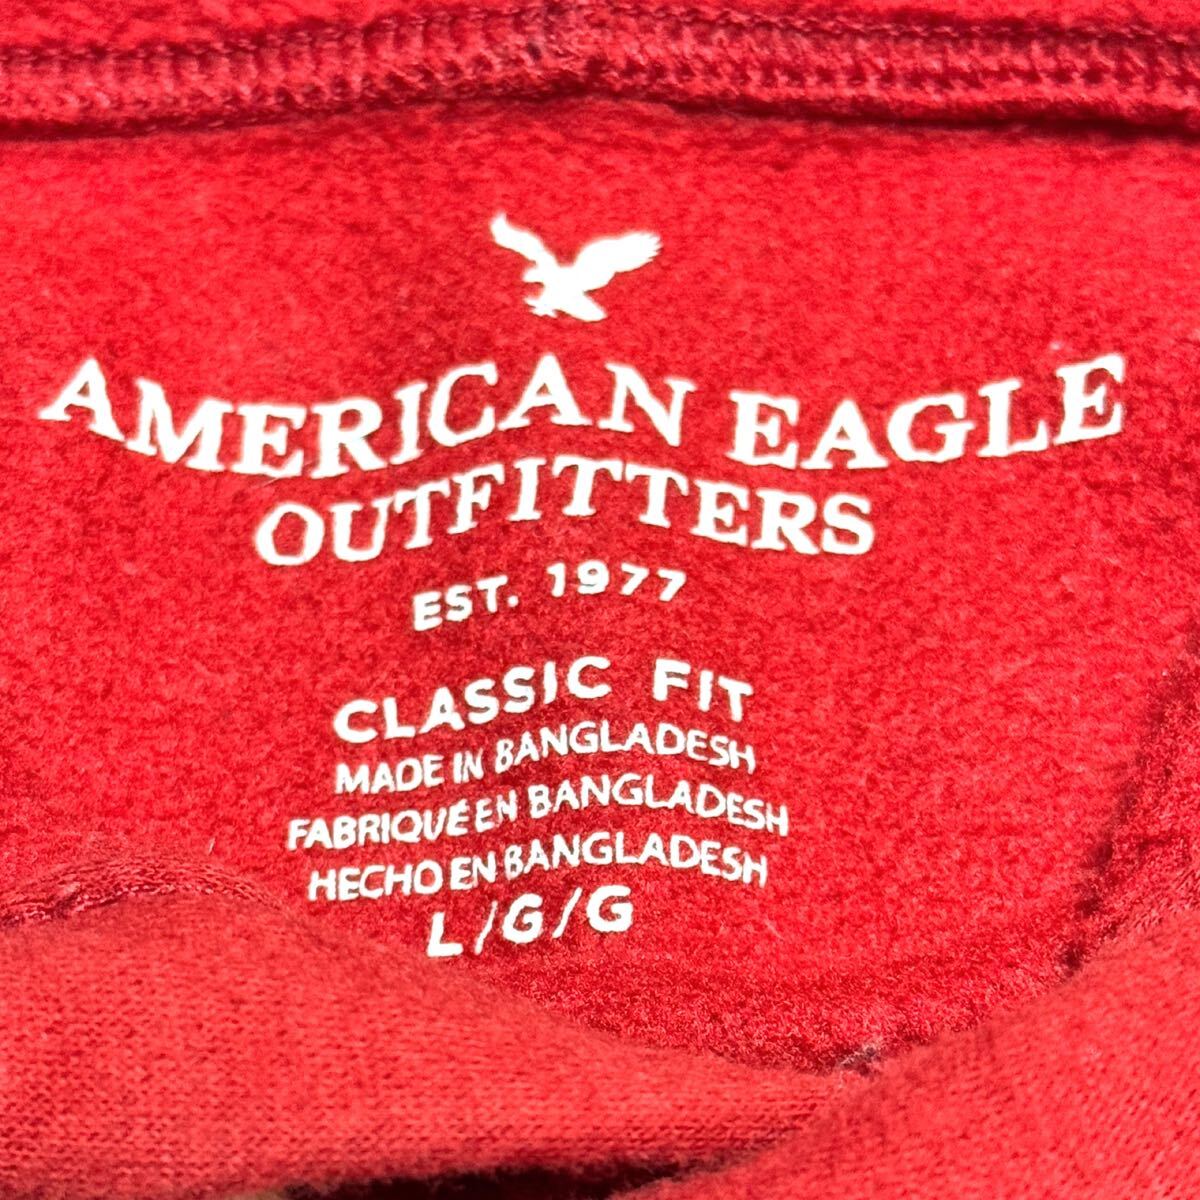 AMERICAN EAGLE
OUTFITTERS
EST. 1977
CLASSIC FIT
MADE IN BANGLADESH
FABRIQUÉ EN BANGLADESH
HECHO EN BANGLADESH
L/G/G